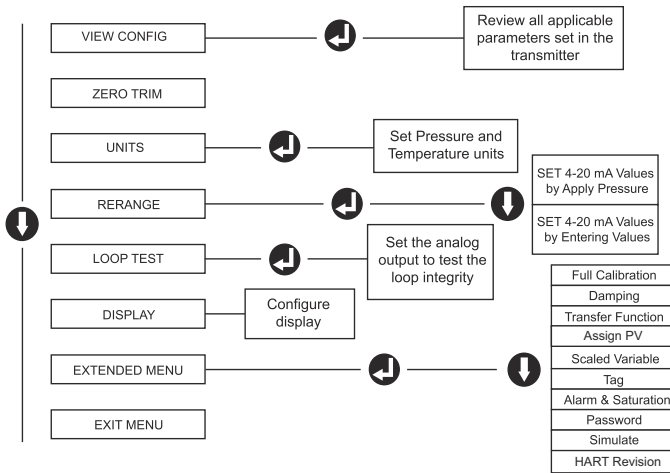 VIEW CONFIG
Review all applicable
parameters set in the
transmitter
ZERO TRIM
UNITS
Set Pressure and
Temperature units
RERANGE
SET 4-20 mA Values
by Apply Pressure
SET 4-20 mA Values
by Entering Values
LOOP TEST
Set the analog
output to test the
loop integrity
DISPLAY
Configure
display
EXTENDED MENU
Full Calibration
Damping
Transfer Function
Assign PV
Scaled Variable
Tag
Alarm & Saturation
Password
Simulate
HART Revision
EXIT MENU